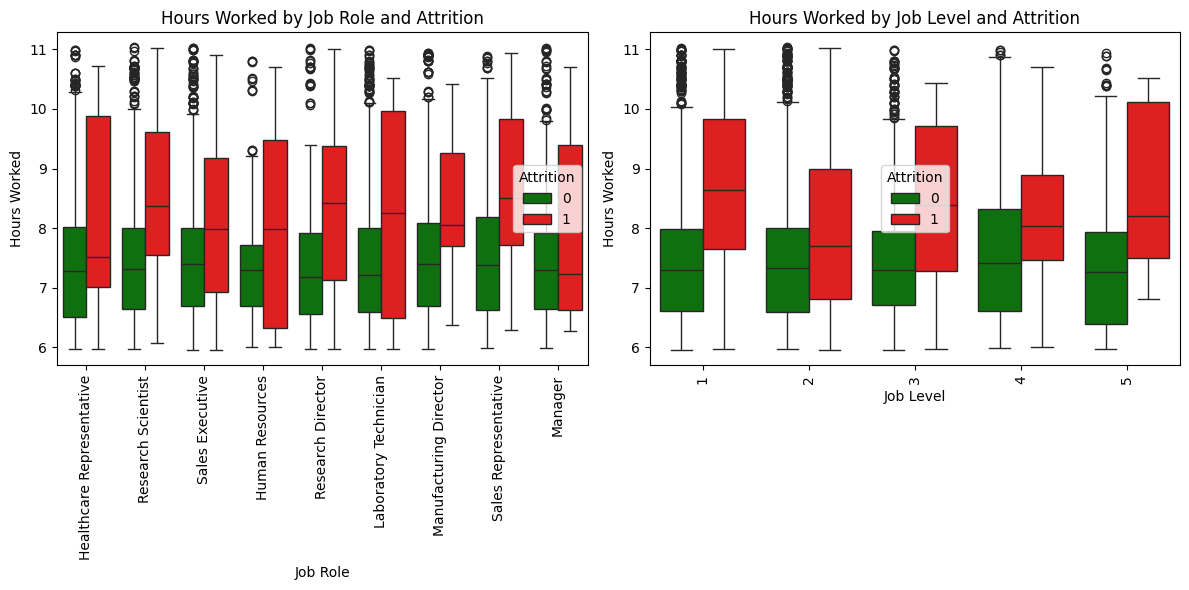 Hours Worked by Job Role and Attrition
Hours Worked
11
10
9
8
7
6
Attrition
0
1
Healthcare Representative
Research Scientist
Sales Executive
Human Resources
Research Director
Laboratory Technician
Manufacturing Director
Sales Representative
Manager
Job Role
Hours Worked by Job Level and Attrition
Hours Worked
11
10
9
8
7
6
Attrition
0
1
1
2
3
4
5
Job Level